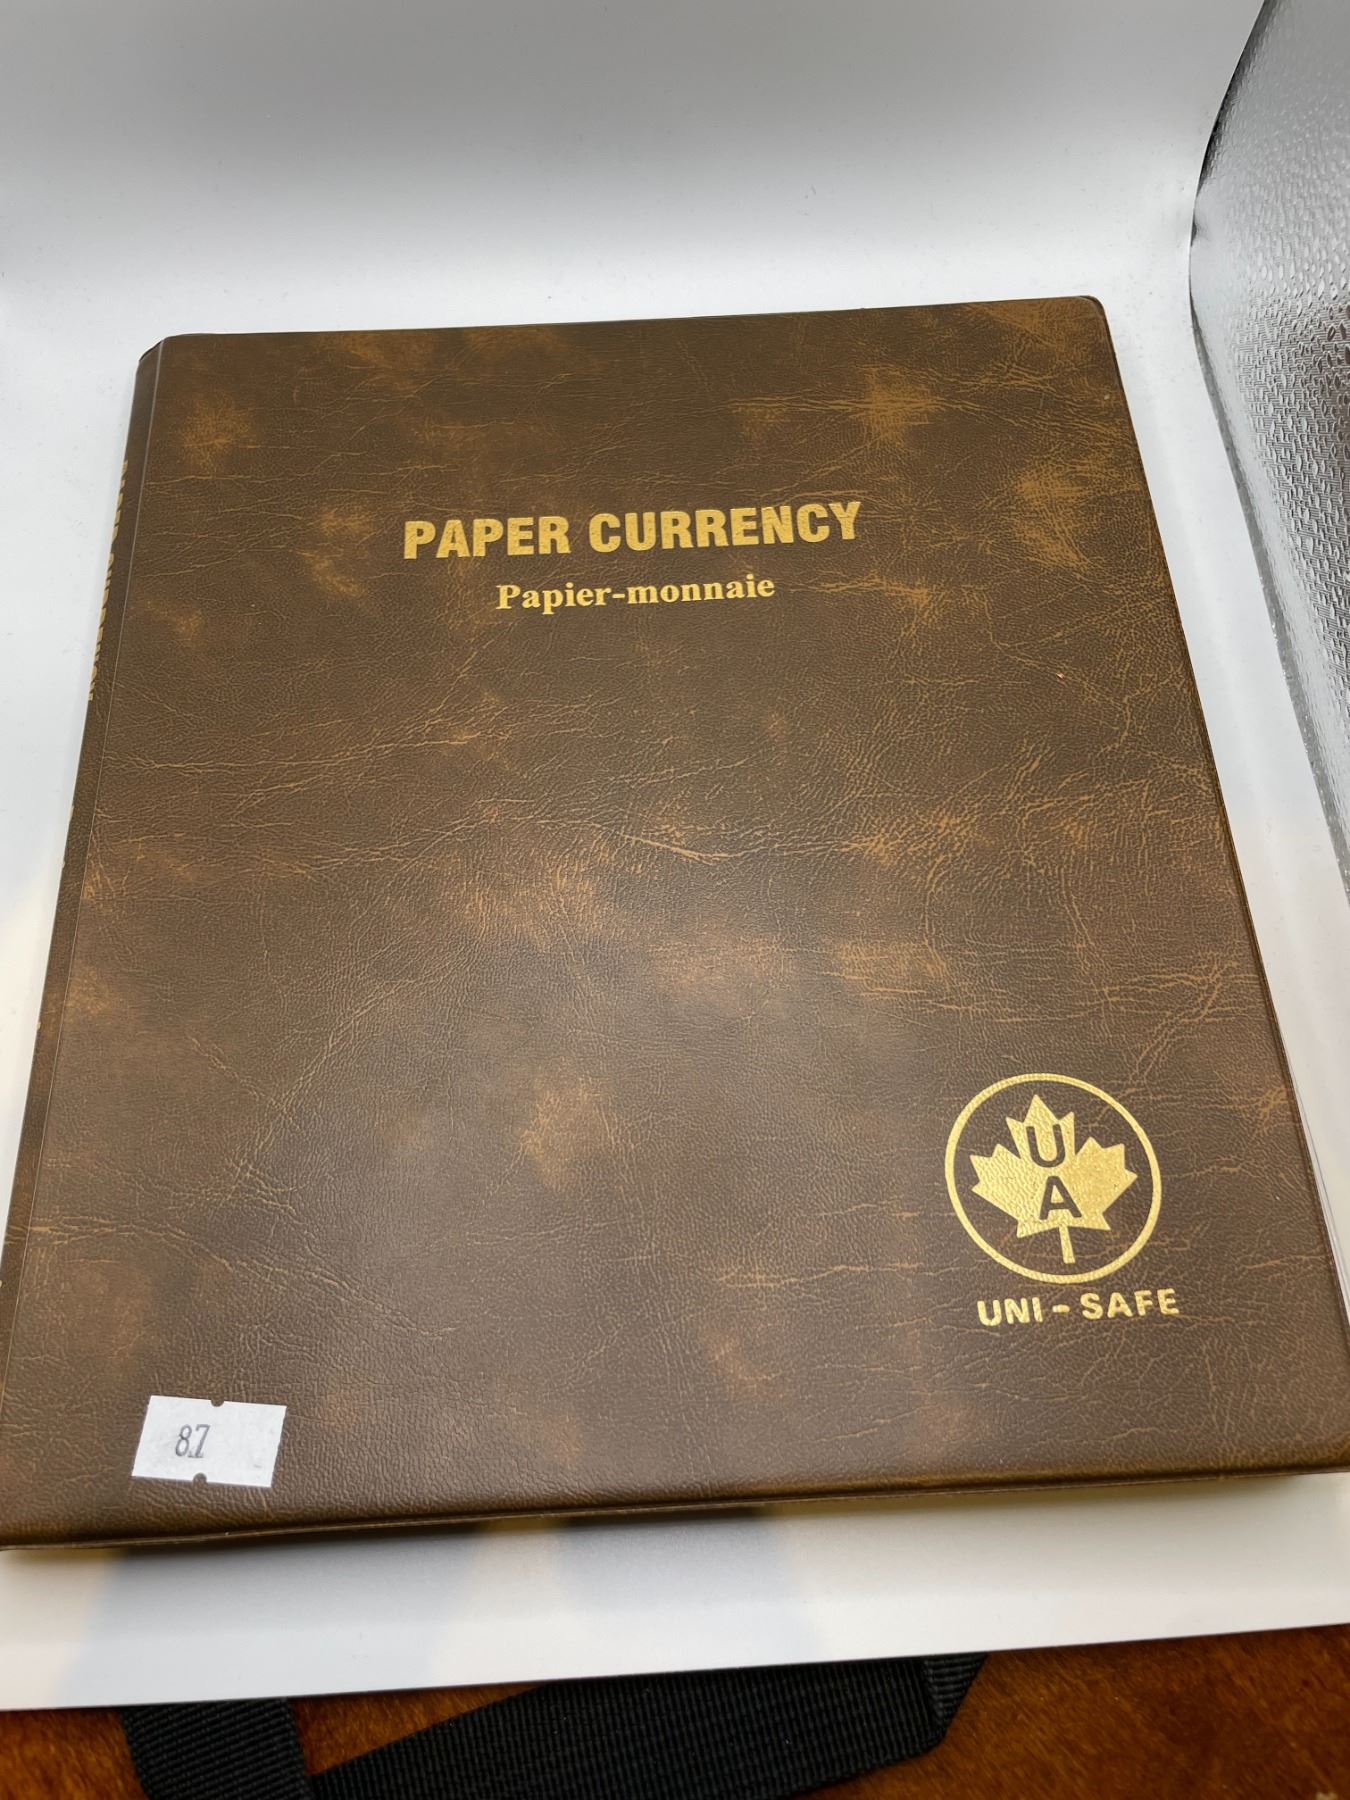 PAPER CURRENCY
Papier-monnaie
U
A
UNI-SAFE
87